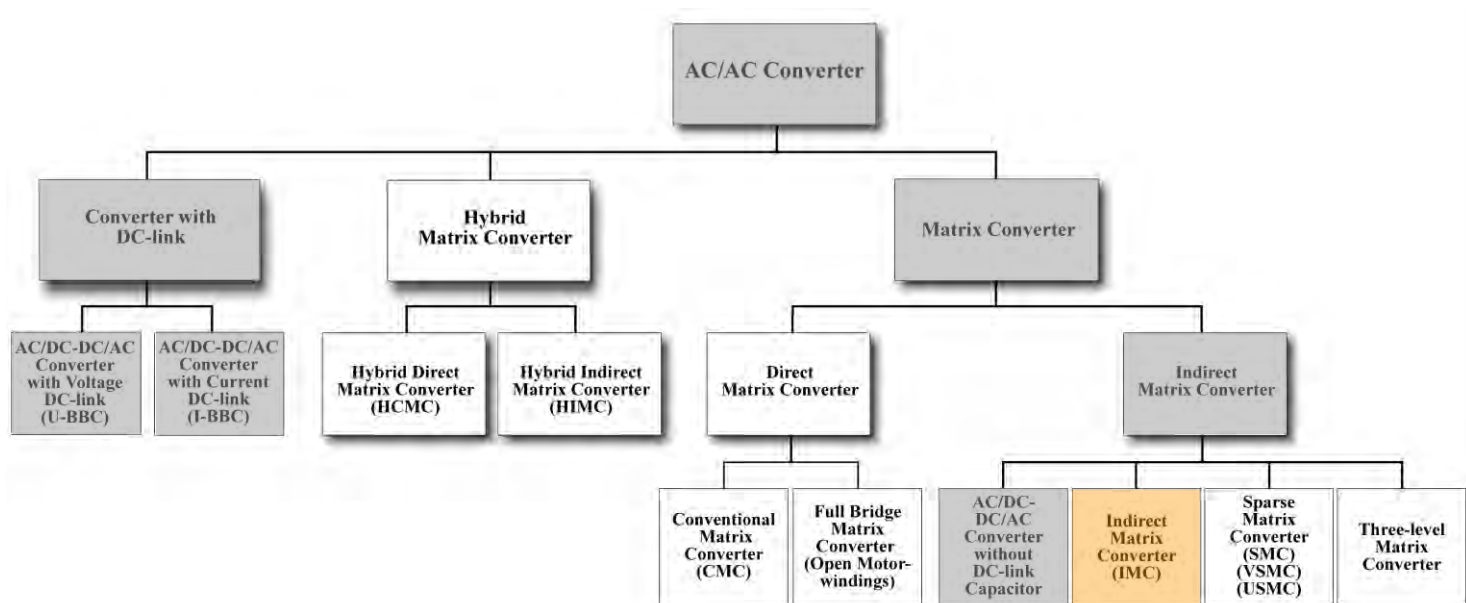 AC/AC Converter
Converter with
DC-link
Hybrid
Matrix Converter
Matrix Converter
AC/DC-DC/AC
Converter
with Voltage
DC-link
(U-BBC)
AC/DC-DC/AC
Converter
with Current
DC-link
(I-BBC)
Hybrid Direct
Matrix Converter
(HCMC)
Hybrid Indirect
Matrix Converter
(HIMC)
Direct
Matrix Converter
Indirect
Matrix Converter
Conventional
Matrix
Converter
(CMC)
Full Bridge
Matrix
Converter
(Open Motor-
windings)
AC/DC-
DC/AC
Converter
without
DC-link
Capacitor
Indirect
Matrix
Converter
(IMC)
Sparse
Matrix
Converter
(SMC)
(VSMC)
(USMC)
Three-level
Matrix
Converter